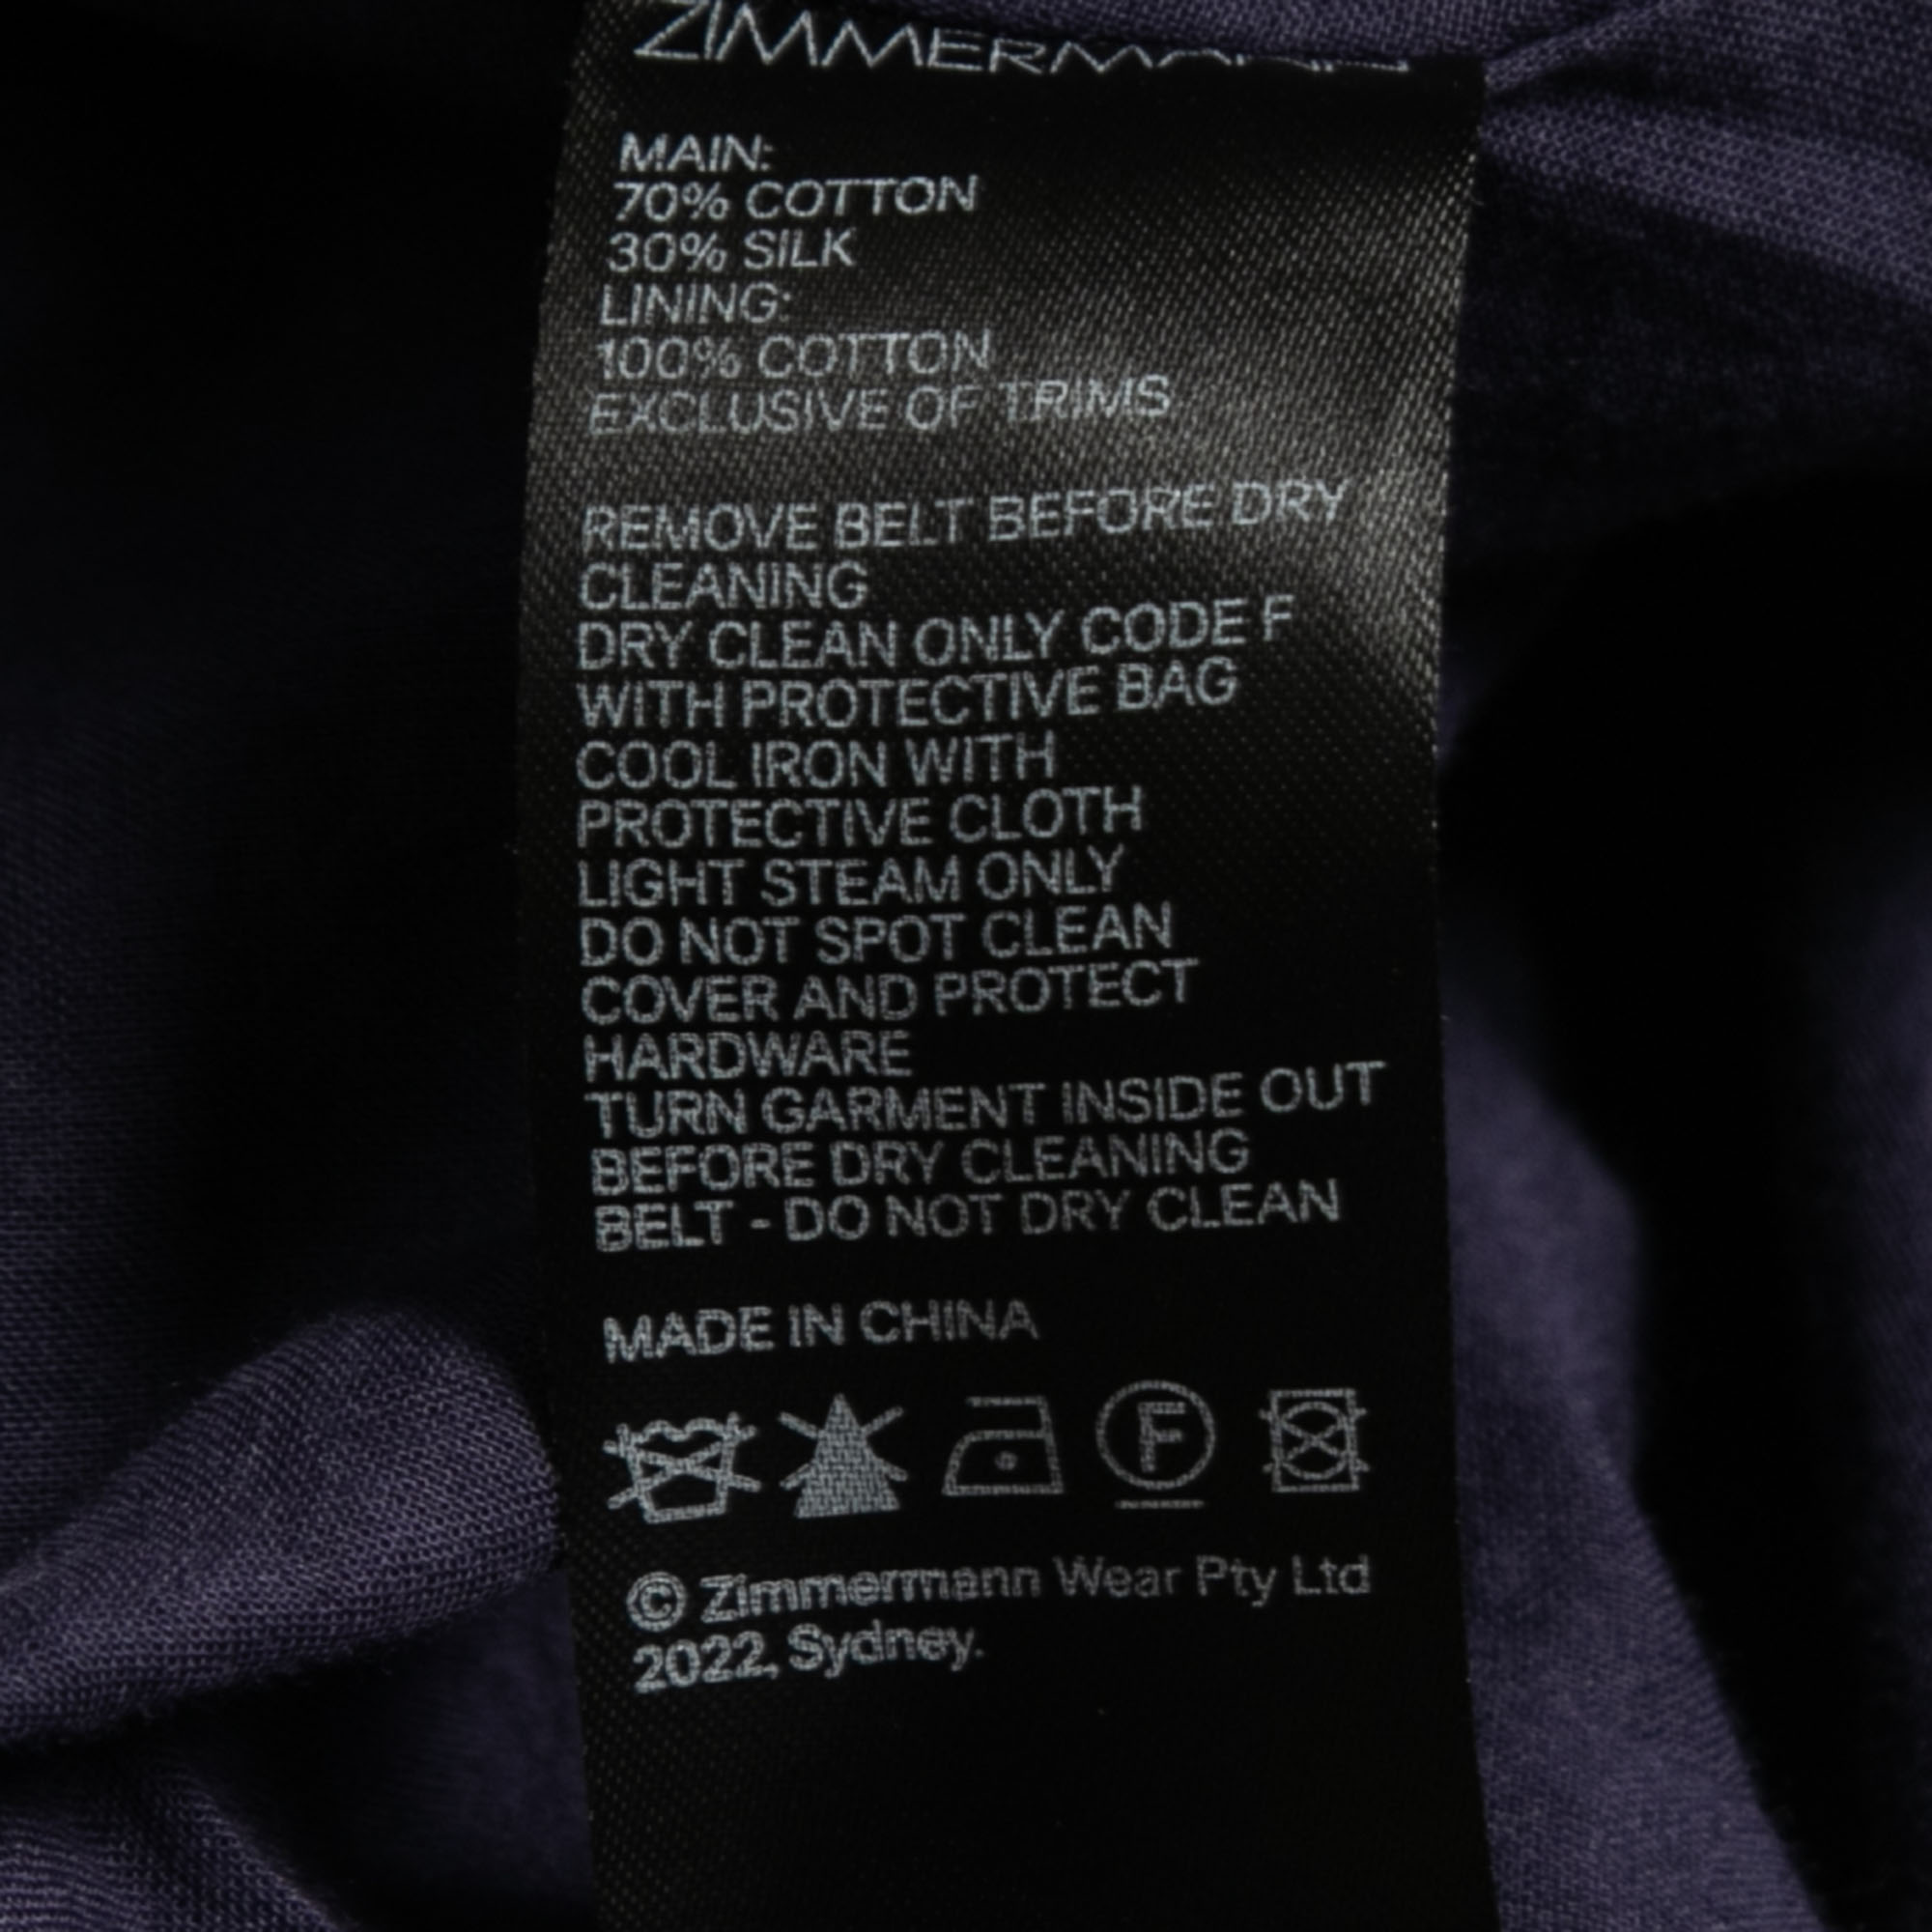 ZIMMERMANN
MAIN:
70% COTTON
30% SILK
LINING:
100% COTTON
EXCLUSIVE OF TRIMS
REMOVE BELT BEFORE DRY
CLEANING
DRY CLEAN ONLY CODE F
WITH PROTECTIVE BAG
COOL IRON WITH
PROTECTIVE CLOTH
LIGHT STEAM ONLY
DO NOT SPOT CLEAN
COVER AND PROTECT
HARDWARE
TURN GARMENT INSIDE OUT
BEFORE DRY CLEANING
BELT - DO NOT DRY CLEAN
MADE IN CHINA
F
© Zimmermann Wear Pty Ltd
2022, Sydney.